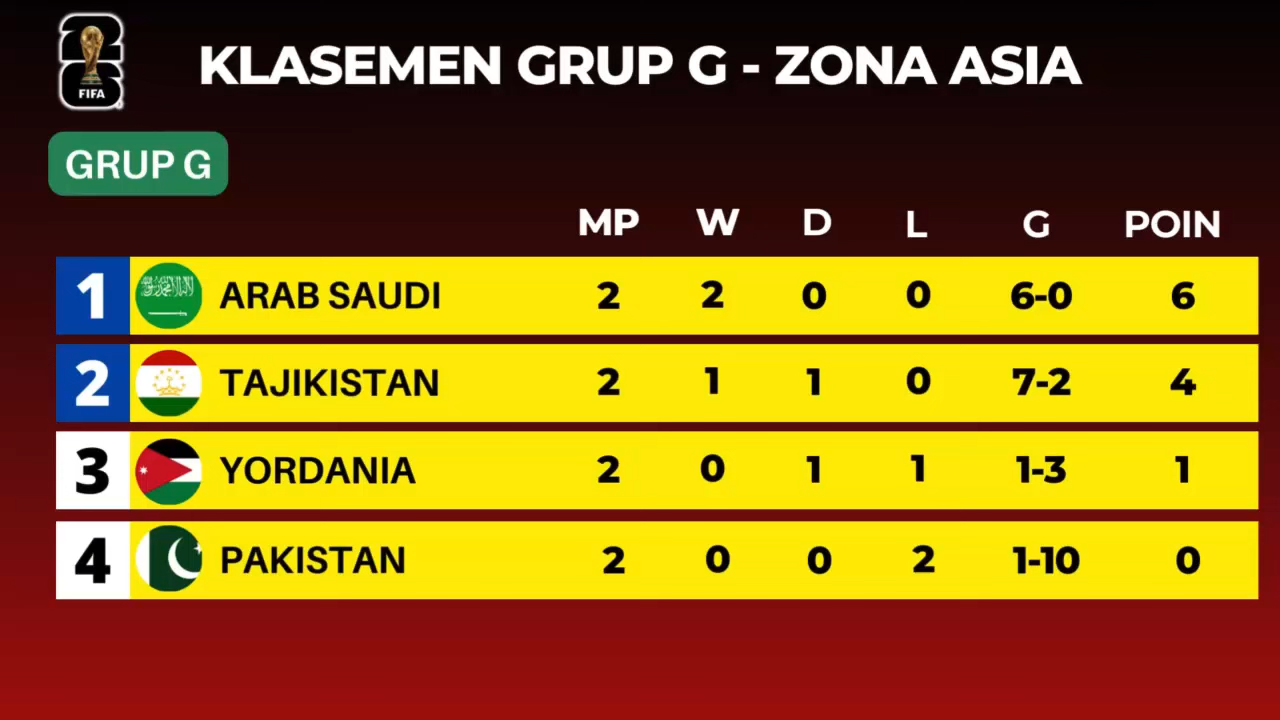 FIFA
KLASEMEN GRUP G - ZONA ASIA
GRUP G
MP W D L G POIN
1 ARAB SAUDI 2 2 0 0 6-0 6
2 TAJIKISTAN 2 1 1 0 7-2 4
3 YORDANIA 2 0 1 1 1-3 1
4 PAKISTAN 2 0 0 2 1-10 0